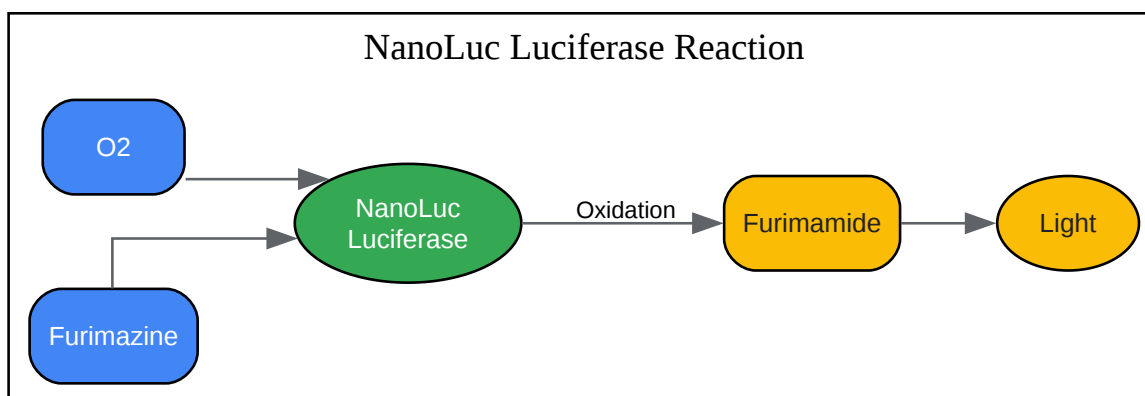 NanoLuc Luciferase Reaction
O2
NanoLuc
Luciferase
Oxidation
Furimamide
Light
Furimazine